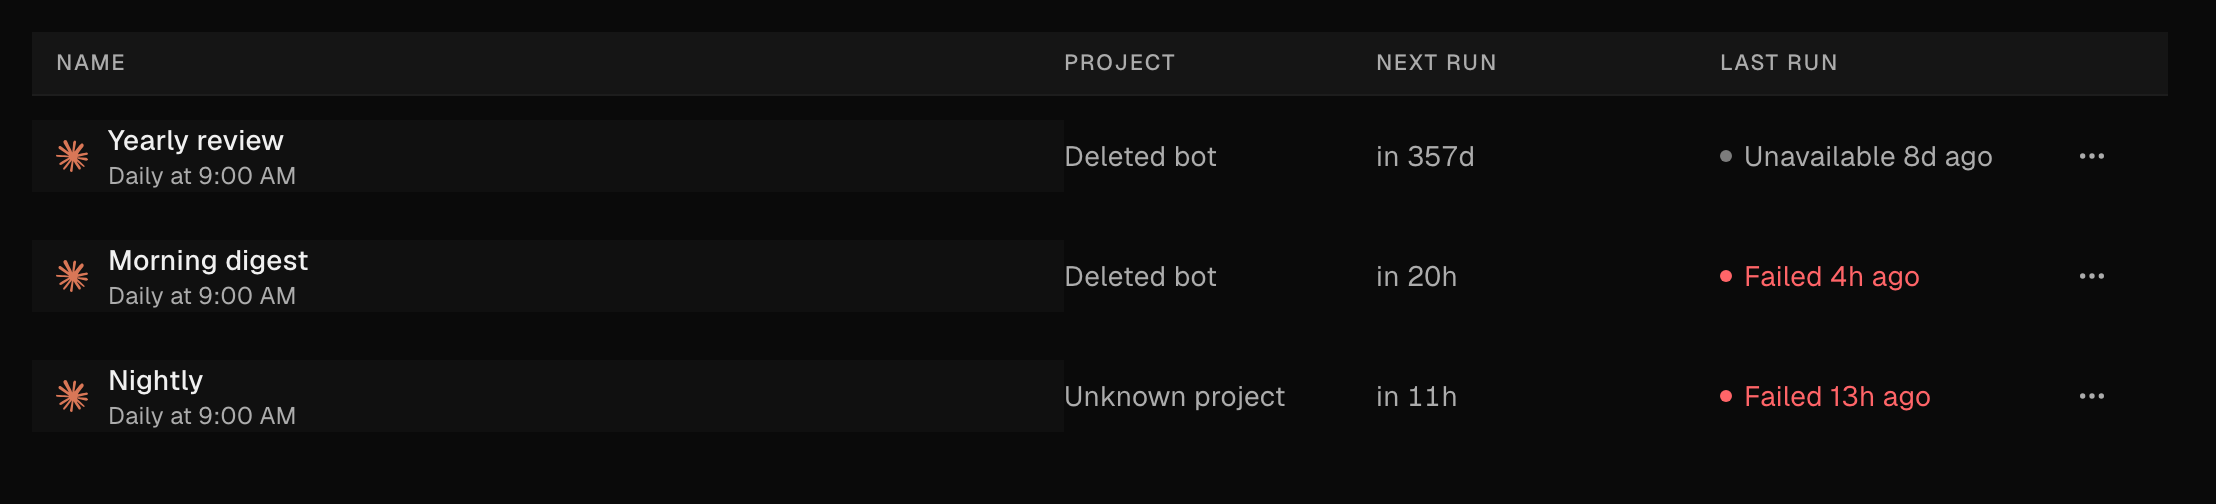 NAME PROJECT NEXT RUN LAST RUN
Yearly review
Daily at 9:00 AM
Deleted bot in 357d Unavailable 8d ago
Morning digest
Daily at 9:00 AM
Deleted bot in 20h Failed 4h ago
Nightly
Daily at 9:00 AM
Unknown project in 11h Failed 13h ago